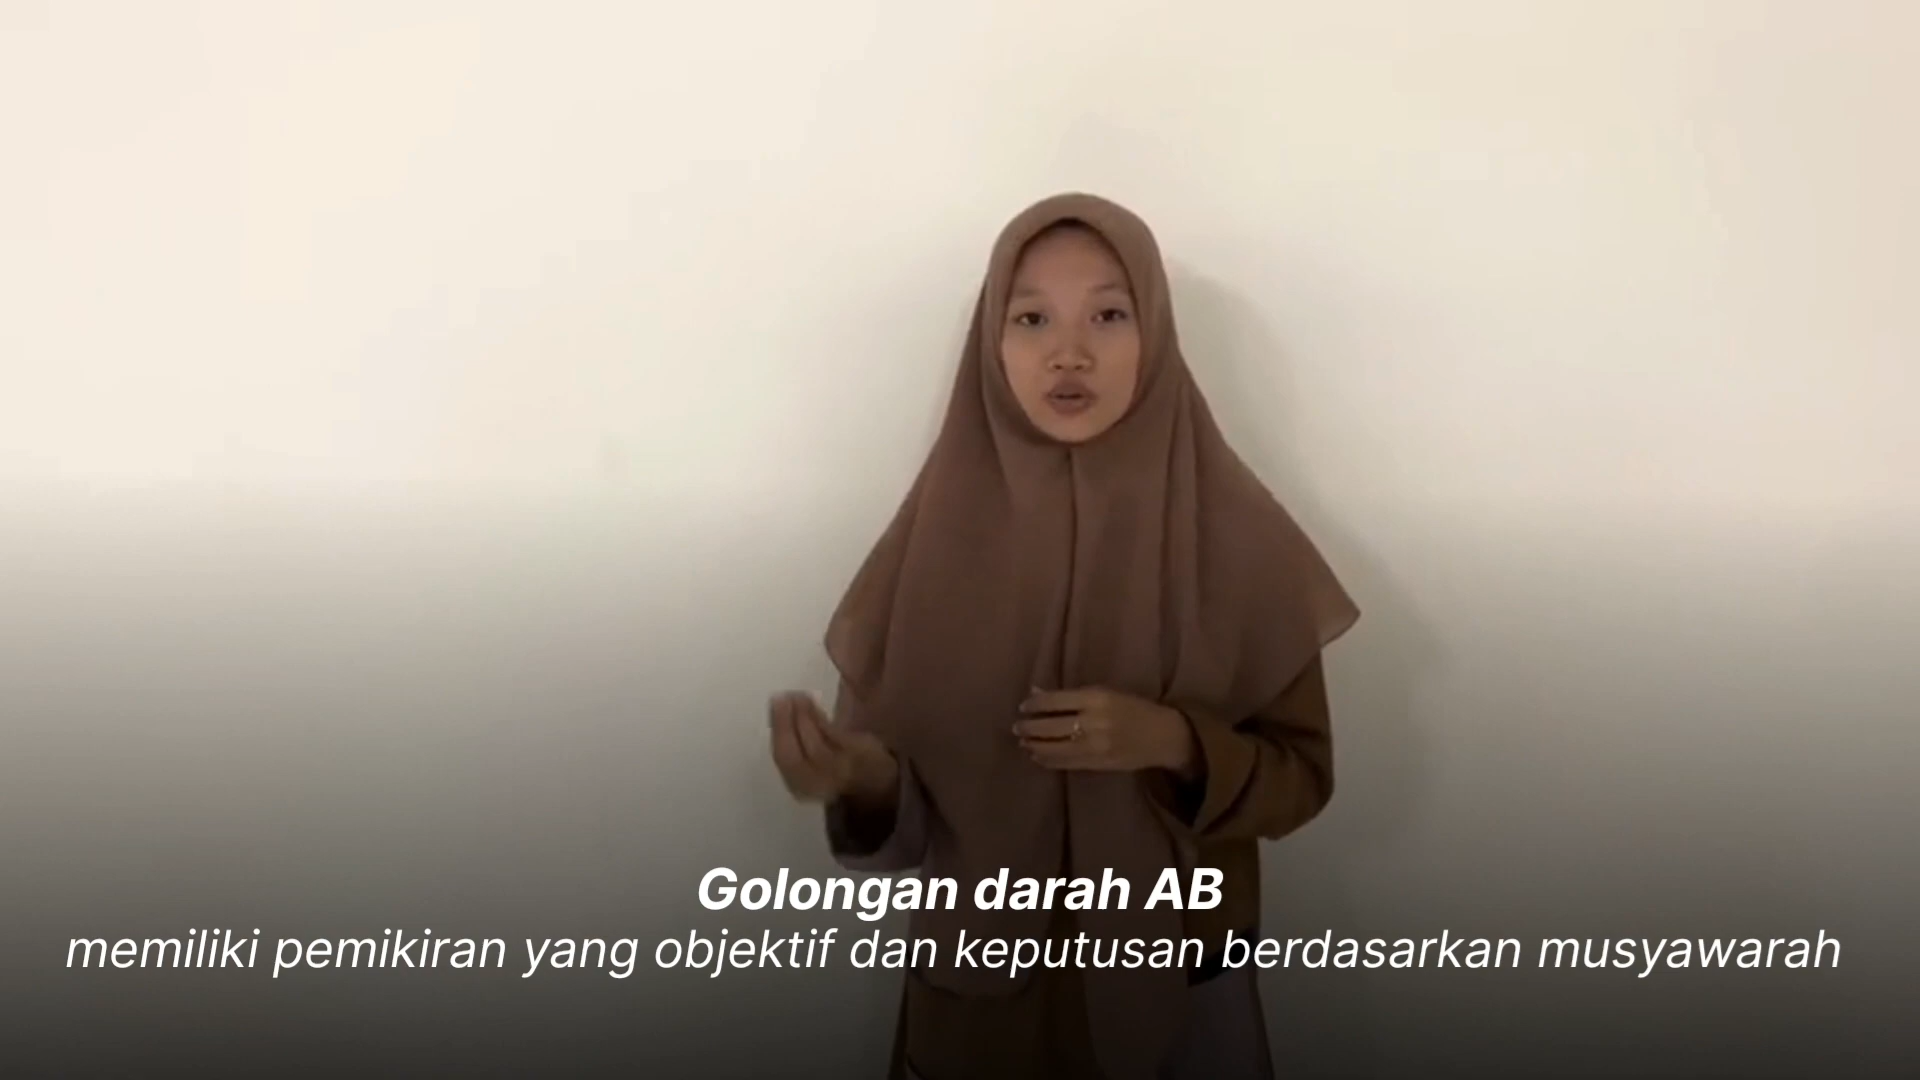 Golongan darah AB
memiliki pemikiran yang objektif dan keputusan berdasarkan musyawarah